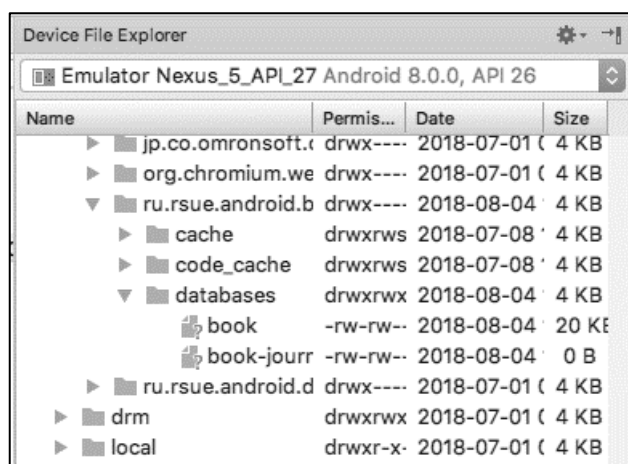 Device File Explorer
Emulator Nexus_5_API_27 Android 8.0.0, API 26
Name Permis... Date Size
jp.co.omronsoft.( drwx---- 2018-07-01 ( 4 KB
org.chromium.we drwx---- 2018-07-01 ( 4 KB
ru.rsue.android.b drwx---- 2018-08-04 4 KB
cache drwxrws 2018-07-08 4 KB
code_cache drwxrws 2018-07-08 4 KB
databases drwxrwx 2018-08-04 4 KB
book -rw-rw-- 2018-08-04 20 KB
book-journ -rw-rw-- 2018-08-04 0 B
ru.rsue.android.d drwx---- 2018-07-01 ( 4 KB
drm drwxrwx 2018-07-01 ( 4 KB
local drwxr-x- 2018-07-01 ( 4 KB